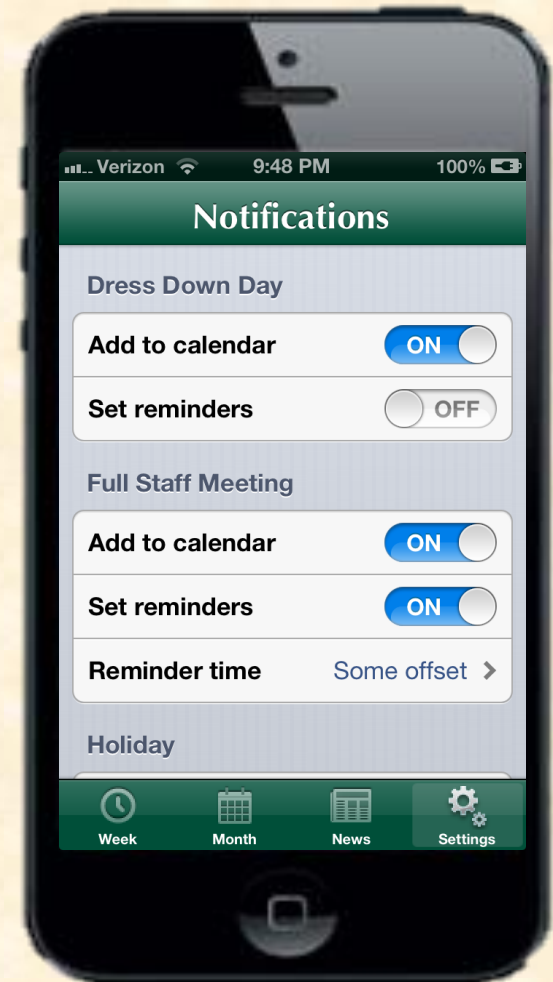 Verizon 9:48 PM 100%
Notifications
Dress Down Day
Add to calendar ON
Set reminders OFF
Full Staff Meeting
Add to calendar ON
Set reminders ON
Reminder time Some offset >
Holiday
Week Month News Settings